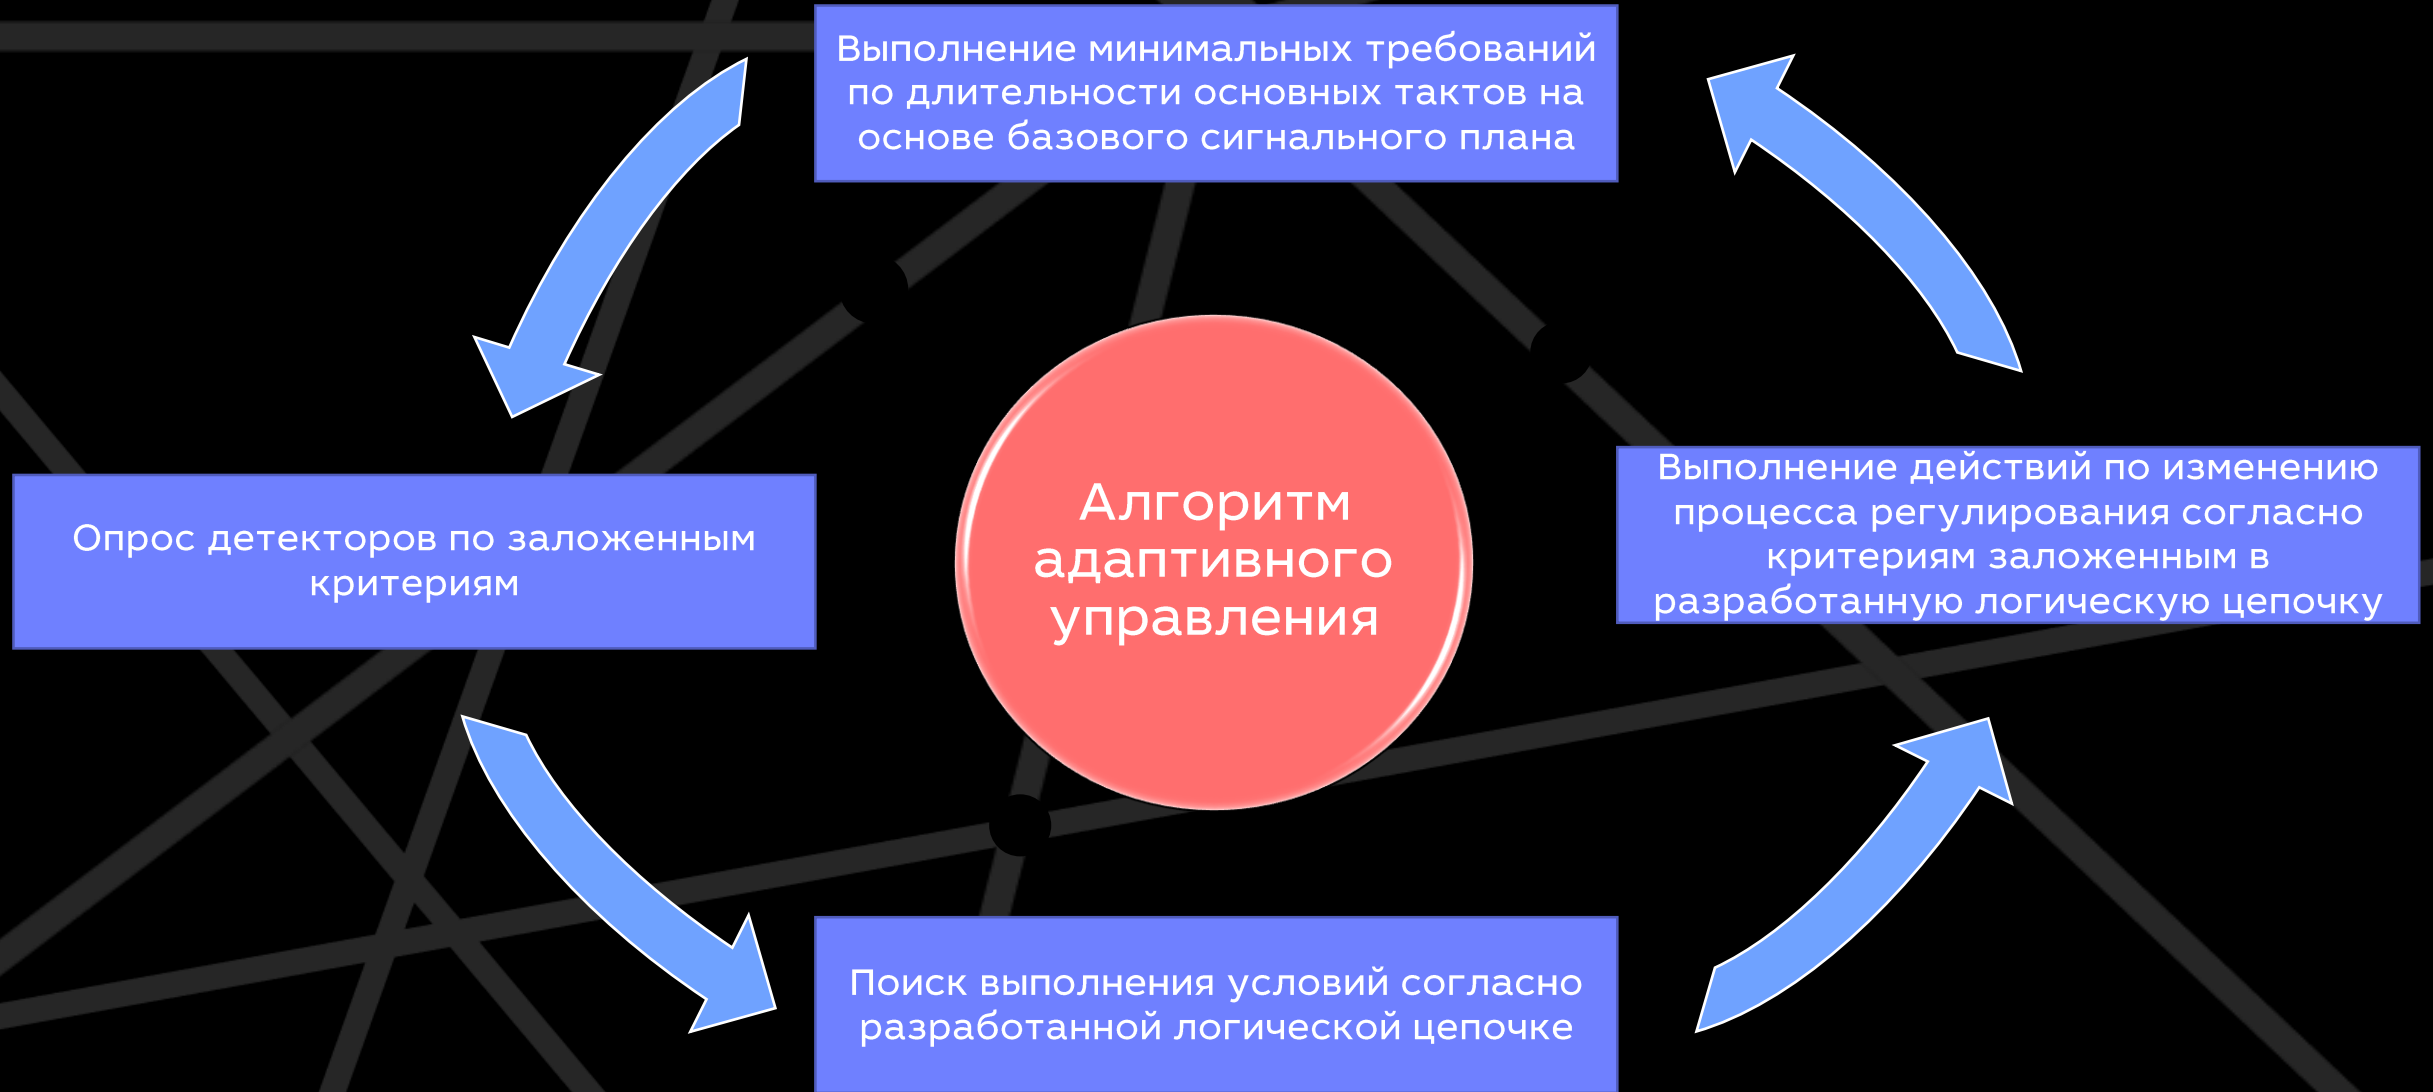 Выполнение минимальных требований
по длительности основных тактов на
основе базового сигнального плана
Опрос детекторов по заложенным
критериям
Алгоритм
адаптивного
управления
Выполнение действий по изменению
процесса регулирования согласно
критериям заложенным в
разработанную логическую цепочку
Поиск выполнения условий согласно
разработанной логической цепочке